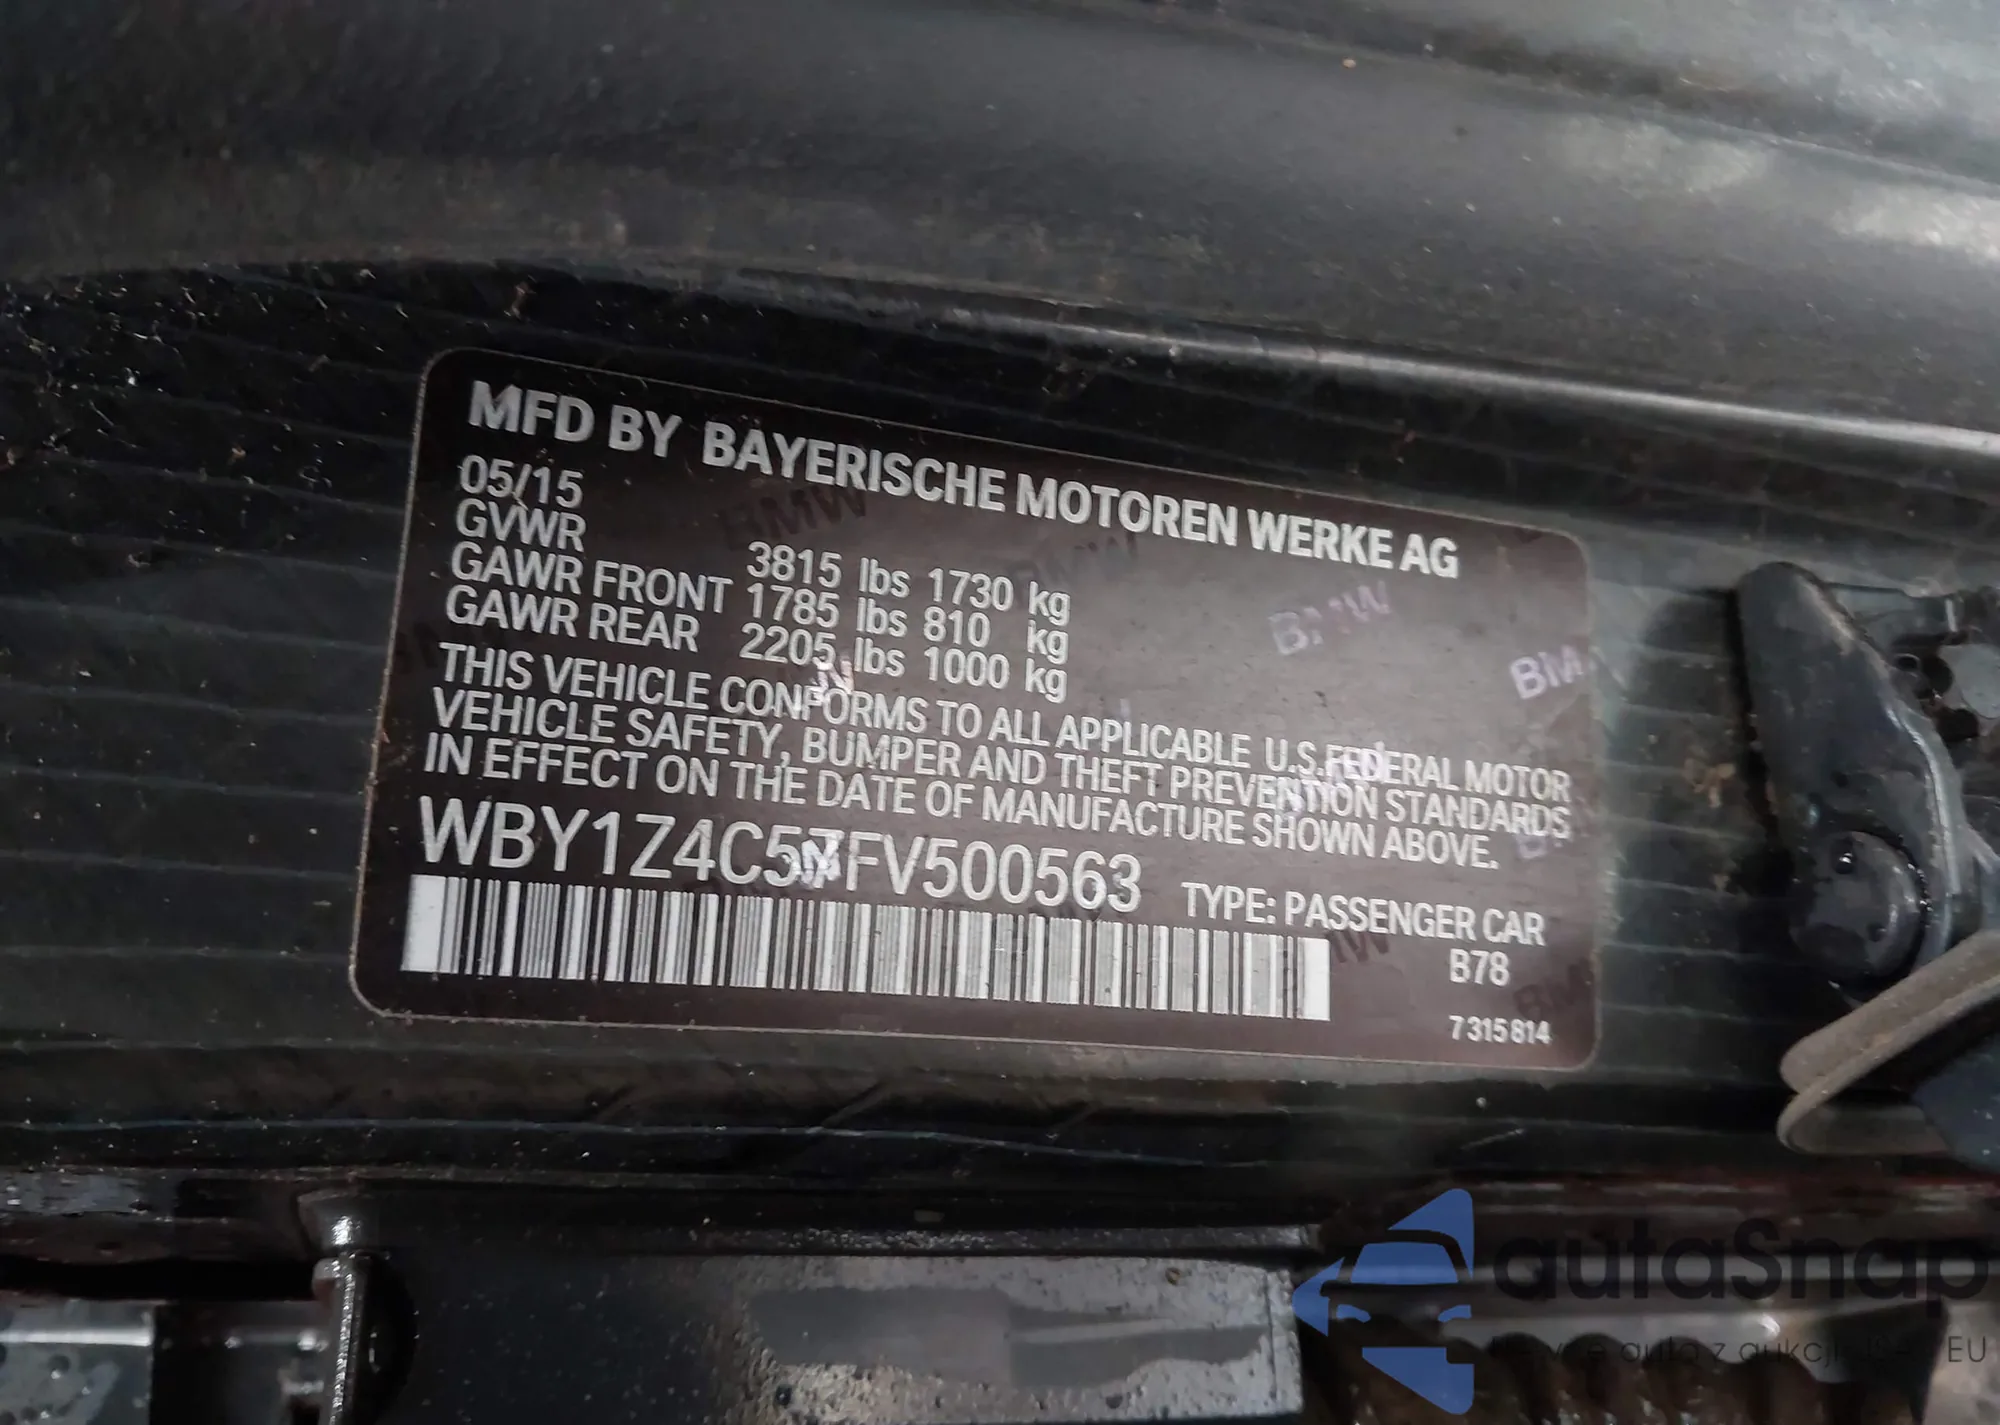 MFD BY BAYERISCHE MOTOREN WERKE AG
05/15
GVWR 3815 lbs 1730 kg
GAWR FRONT 1785 lbs 810 kg
GAWR REAR 2205 lbs 1000 kg
THIS VEHICLE CONFORMS TO ALL APPLICABLE U.S.FEDERAL MOTOR
VEHICLE SAFETY, BUMPER AND THEFT PREVENTION STANDARDS
IN EFFECT ON THE DATE OF MANUFACTURE SHOWN ABOVE.
WBY1Z4C57FV500563
TYPE: PASSENGER CAR
B78
7 315 814
autaSnap
auta z aukcji EU